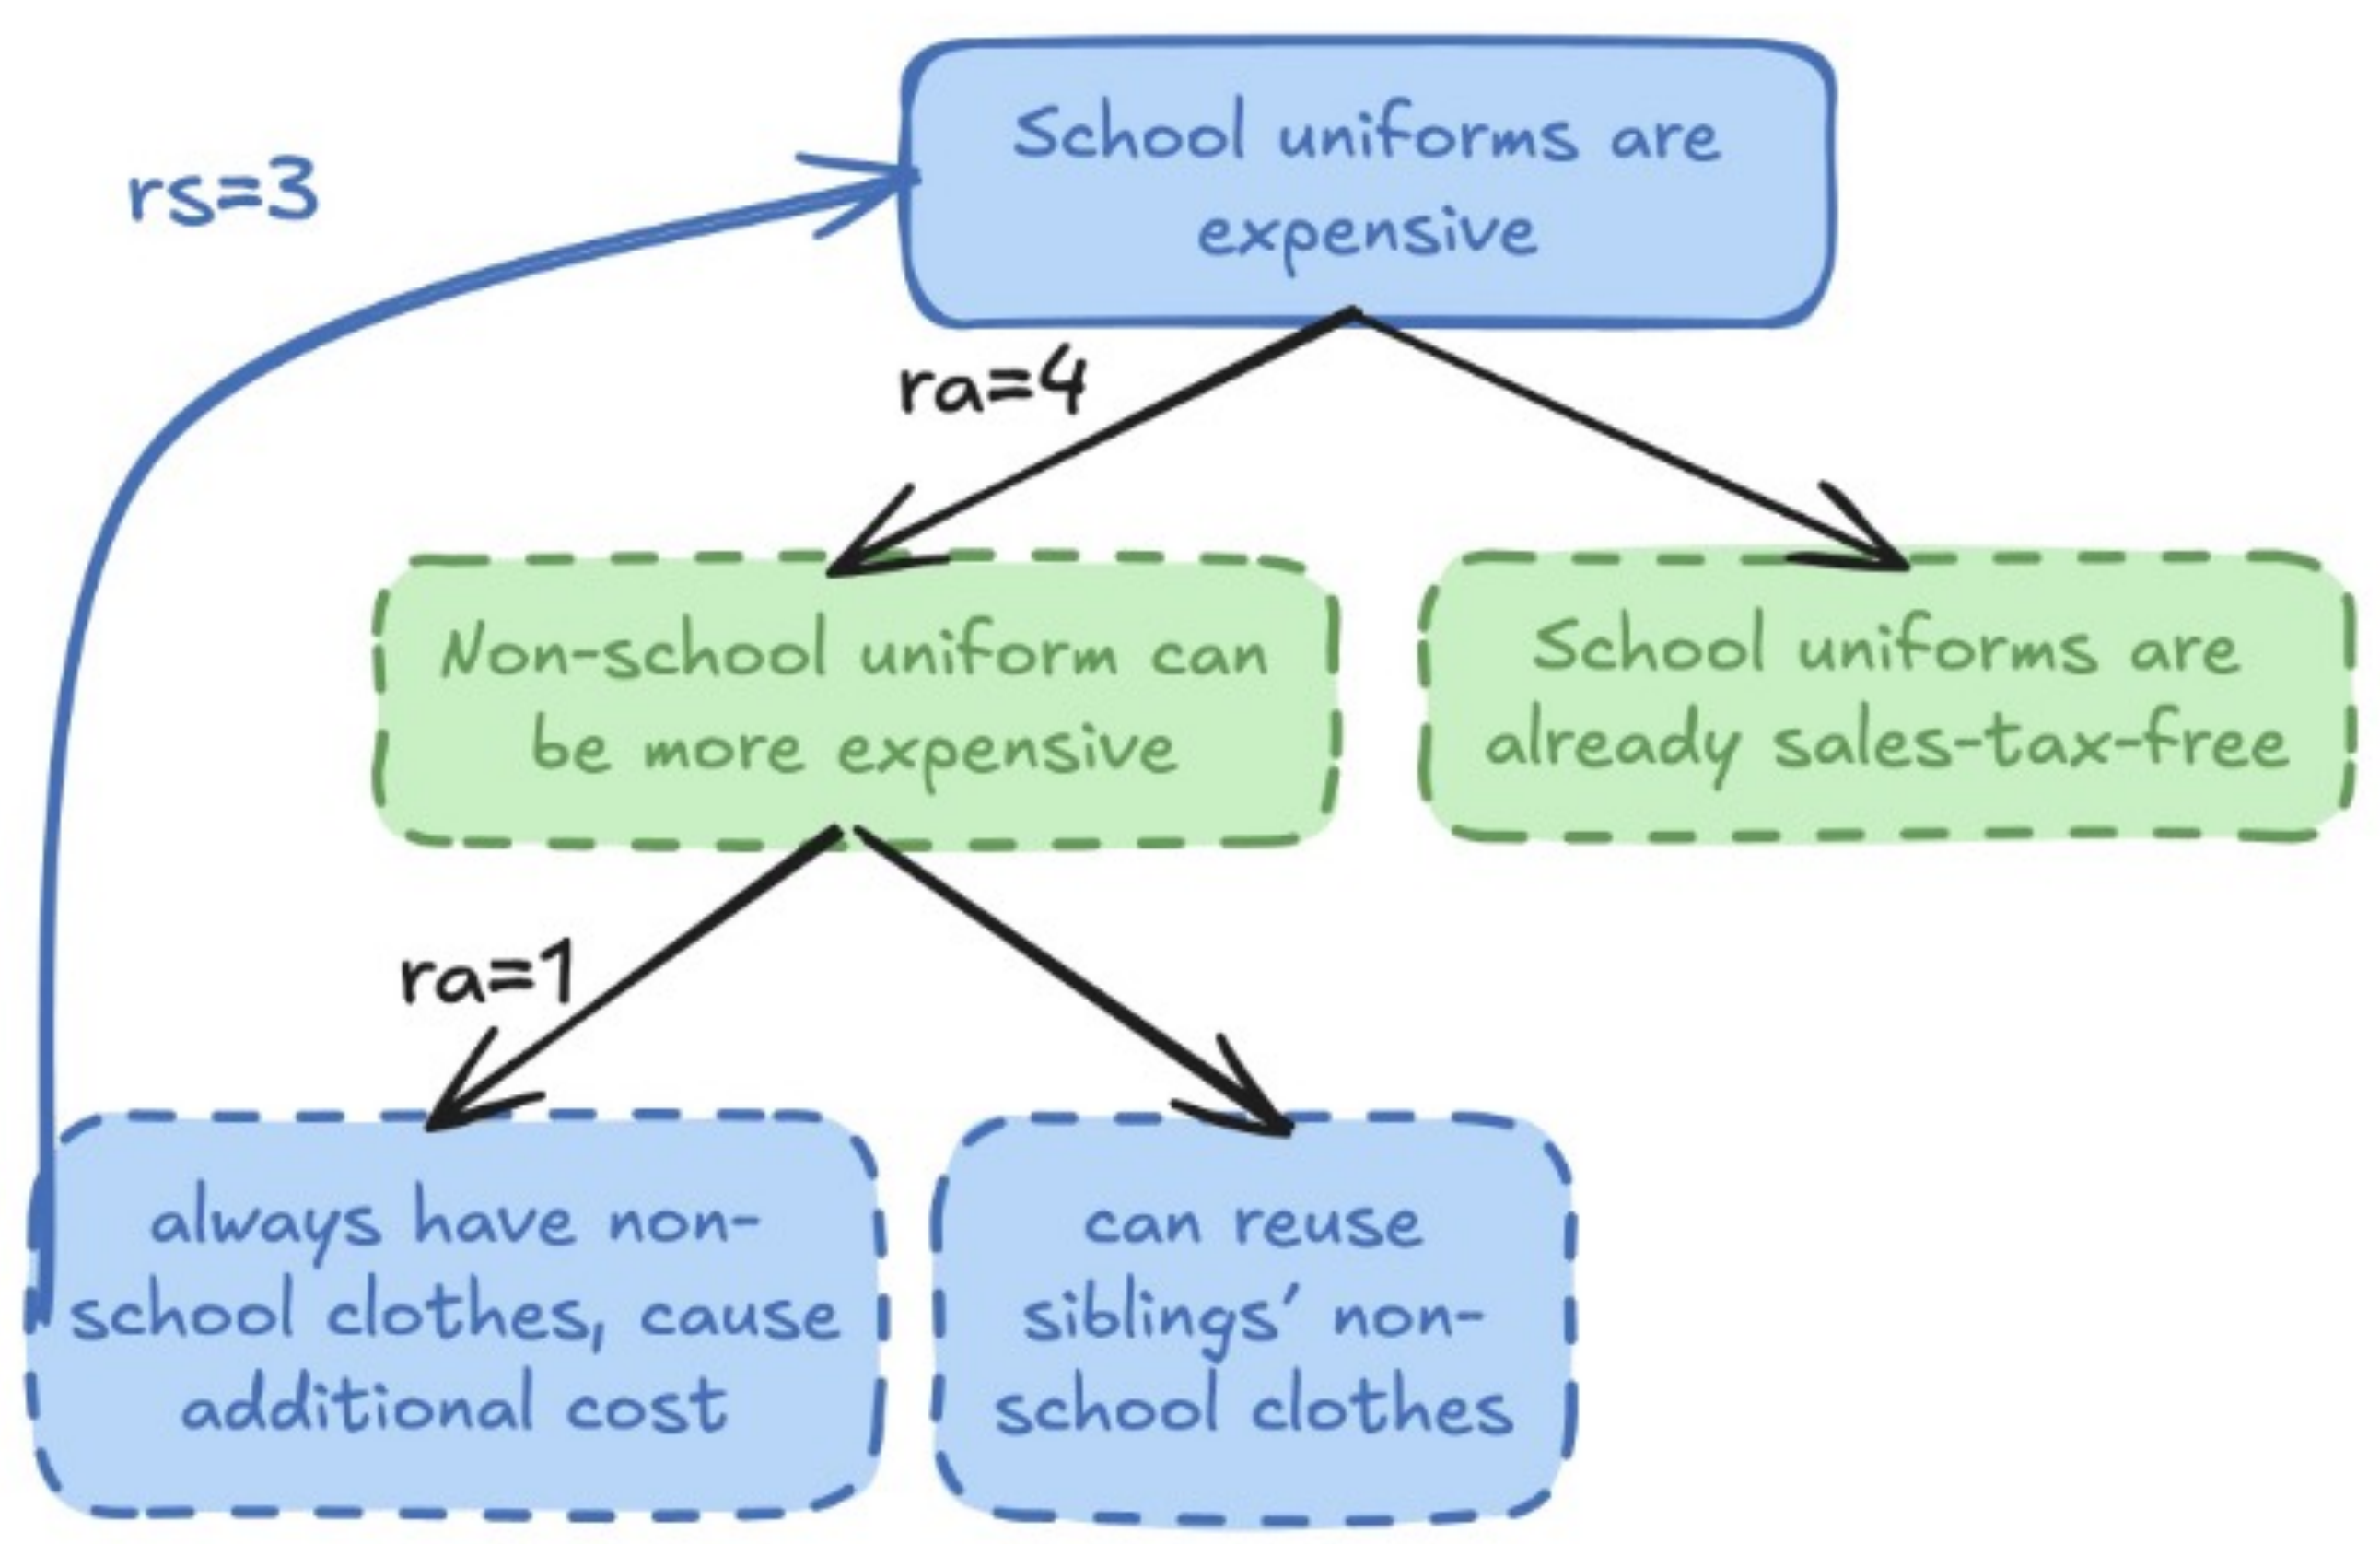 School uniforms are
expensive
rs=3
ra=4
Non-school uniform can
be more expensive
School uniforms are
already sales-tax-free
ra=1
always have non-
school clothes, cause
additional cost
can reuse
siblings' non-
school clothes